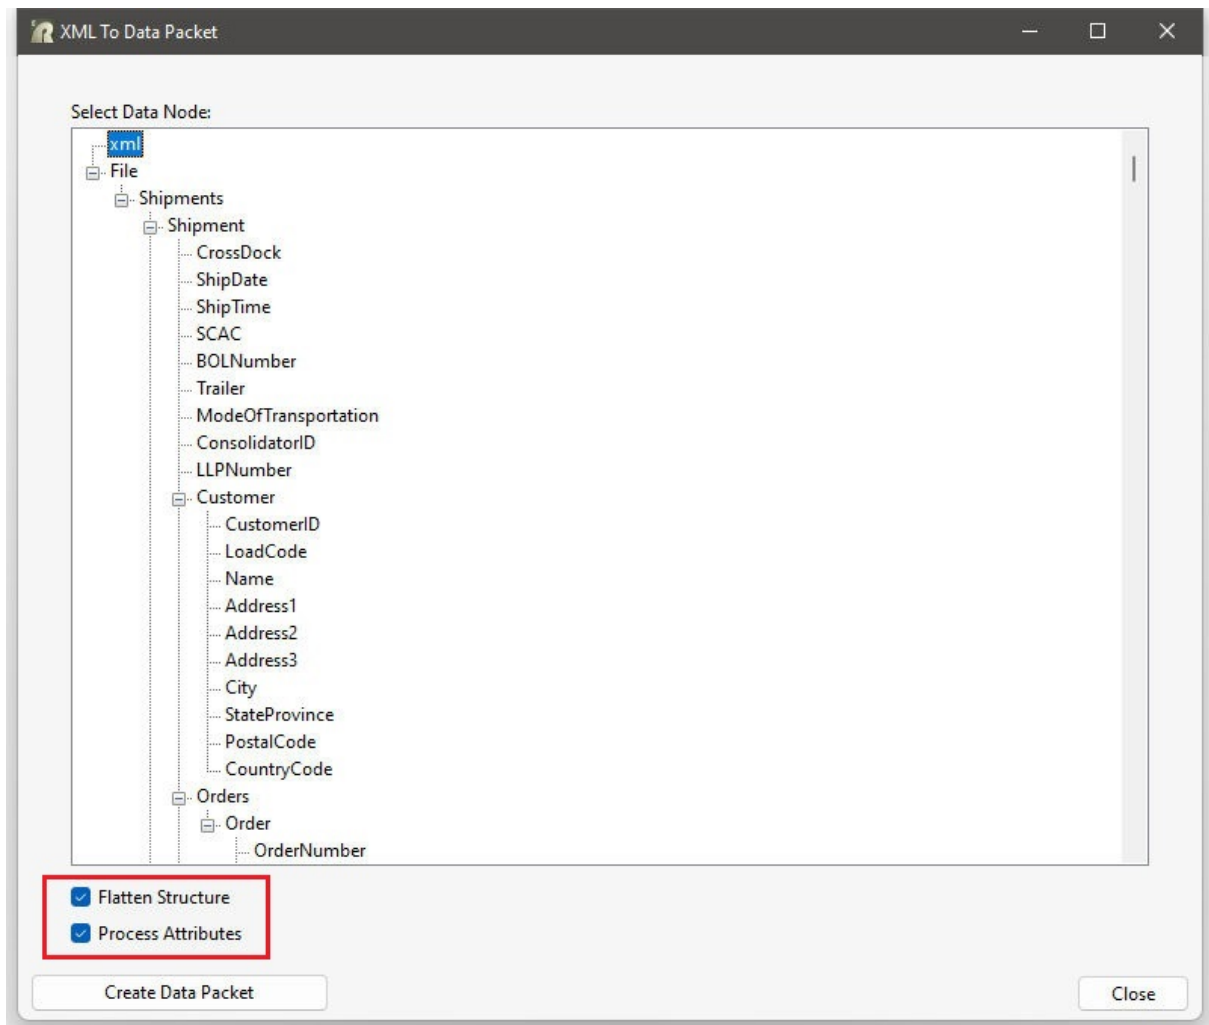 XML To Data Packet
Select Data Node:
xml
File
Shipments
Shipment
CrossDock
ShipDate
ShipTime
SCAC
BOLNumber
Trailer
ModeOfTransportation
ConsolidatorID
LLPNumber
Customer
CustomerID
LoadCode
Name
Address1
Address2
Address3
City
StateProvince
PostalCode
CountryCode
Orders
Order
OrderNumber
Flatten Structure
Process Attributes
Create Data Packet
Close